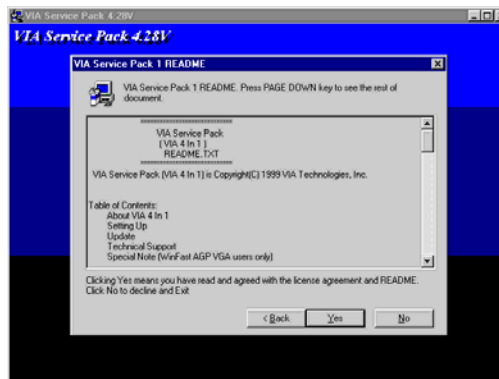 VIA Service Pack 4.28V
VIA Service Pack 4.28V
VIA Service Pack 1 README
VIA Service Pack 1 README. Press PAGE DOWN key to see the rest of
document.
==================
VIA Service Pack
( VIA 4 In 1 )
README.TXT
==================
VIA Service Pack (VIA 4 In 1) is Copyright(C) 1999 VIA Technologies, Inc.
Table of Contents:
About VIA 4 in 1
Setting Up
Update
Technical Support
Special Note (WinFast AGP VGA users only)
Clicking Yes means you have read and agreed with the license agreement and README.
Click No to decline and Exit
< Back
Yes
No